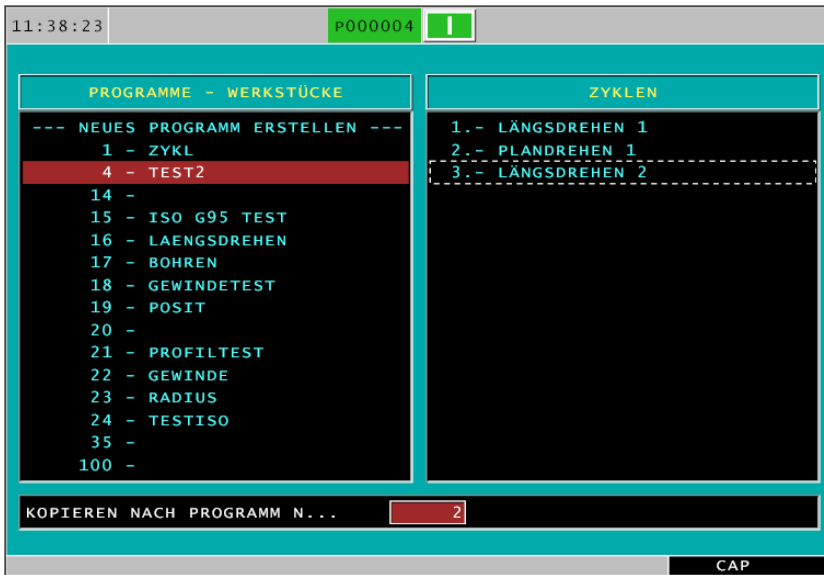 11:38:23 P000004 I
PROGRAMME - WERKSTÜCKE
--- NEUES PROGRAMM ERSTELLEN ---
1 - ZYKL
4 - TEST2
14 -
15 - ISO G95 TEST
16 - LAENGSDREHEN
17 - BOHREN
18 - GEWINDETEST
19 - POSIT
20 -
21 - PROFILTEST
22 - GEWINDE
23 - RADIUS
24 - TESTISO
35 -
100 -
ZYKLEN
1.- LÄNGSDREHEN 1
2.- PLANDREHEN 1
3.- LÄNGSDREHEN 2
KOPIEREN NACH PROGRAMM N... 2
CAP